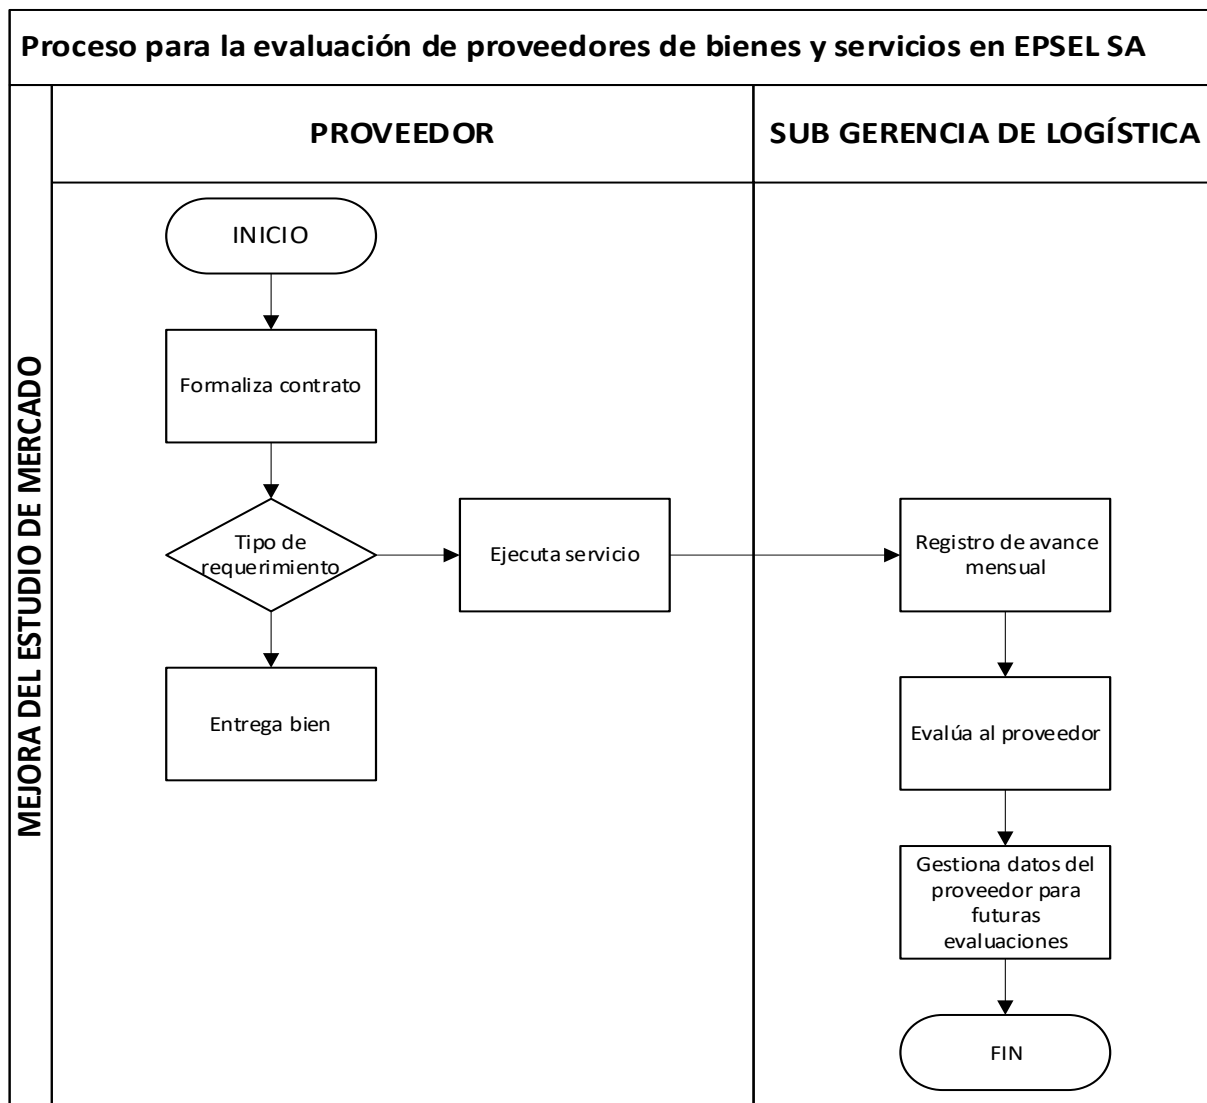 Proceso para la evaluación de proveedores de bienes y servicios en EPSEL SA
MEJORA DEL ESTUDIO DE MERCADO
PROVEEDOR
SUB GERENCIA DE LOGÍSTICA
INICIO
Formaliza contrato
Tipo de
requerimiento
Ejecuta servicio
Entrega bien
Registro de avance
mensual
Evalúa al proveedor
Gestiona datos del
proveedor para
futuras
evaluaciones
FIN